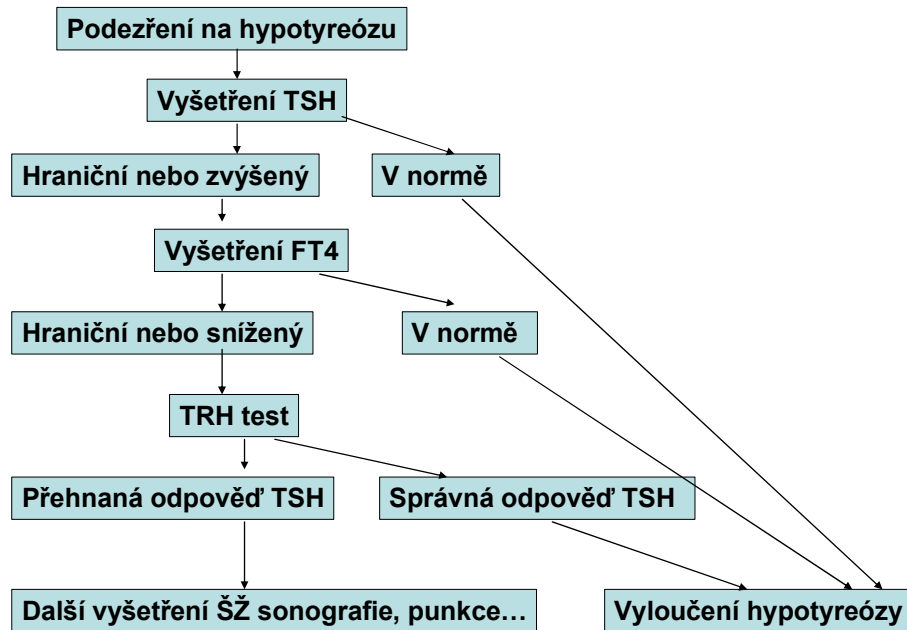 Podezření na hypotyreózu
Vyšetření TSH
Hraniční nebo zvýšený
V normě
Vyšetření FT4
Hraniční nebo snížený
V normě
TRH test
Přehnaná odpověď TSH
Správná odpověď TSH
Další vyšetření ŠŽ sonografie, punkce...
Vyloučení hypotyreózy